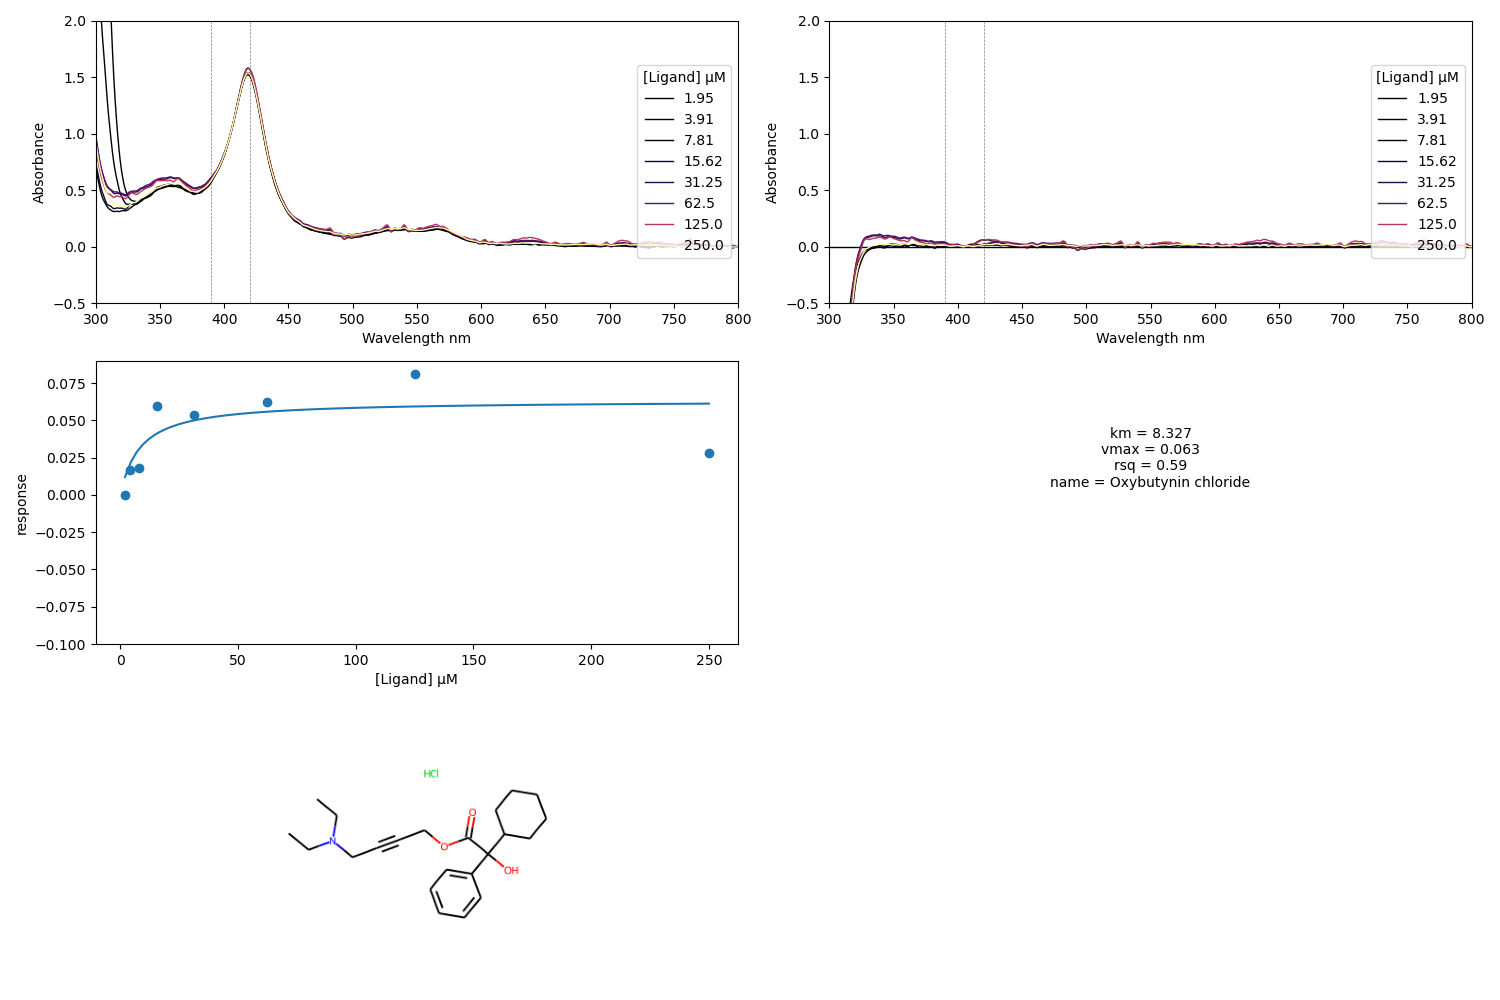 2.0
1.5
1.0
0.5
0.0
−0.5
Absorbance
300 350 400 450 500 550 600 650 700 750 800
Wavelength nm
[Ligand] µM
1.95
3.91
7.81
15.62
31.25
62.5
125.0
250.0
2.0
1.5
1.0
0.5
0.0
−0.5
Absorbance
300 350 400 450 500 550 600 650 700 750 800
Wavelength nm
[Ligand] µM
1.95
3.91
7.81
15.62
31.25
62.5
125.0
250.0
0.075
0.050
0.025
0.000
−0.025
−0.050
−0.075
−0.100
response
0 50 100 150 200 250
[Ligand] µM
km = 8.327
vmax = 0.063
rsq = 0.59
name = Oxybutynin chloride
HCl
O
N
O
OH